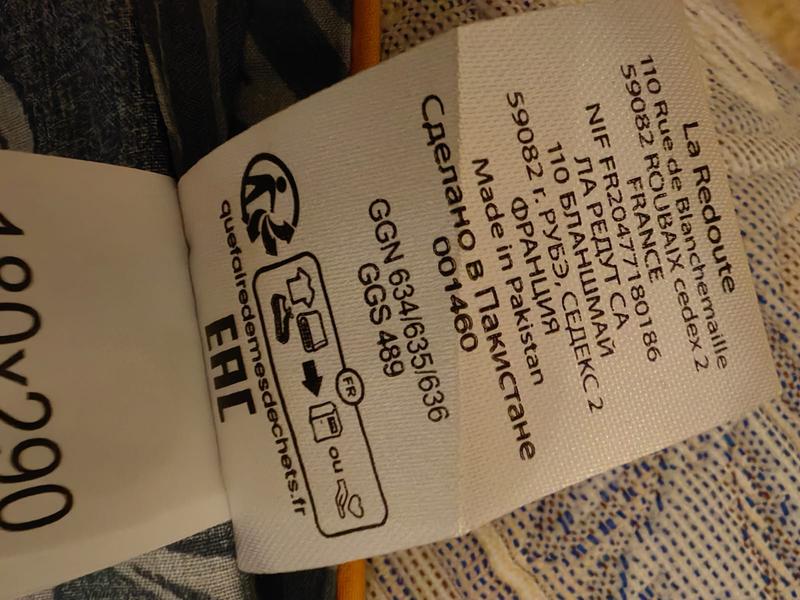 La Redoute
110 Rue de Blanchemaille
59082 ROUBAIX cedex 2
FRANCE
NIF FR20477180186
ЛА РЕДУТ СА
110 БЛАНШМАЙ
59082 г. РУБЭ, СЕДЕКС 2
ФРАНЦИЯ
Made in Pakistan
Сделано в Пакистане
001460
GGN 634/635/636
GGS 489
FR
ou
quefairedemesdechets.fr
EAC
180x290